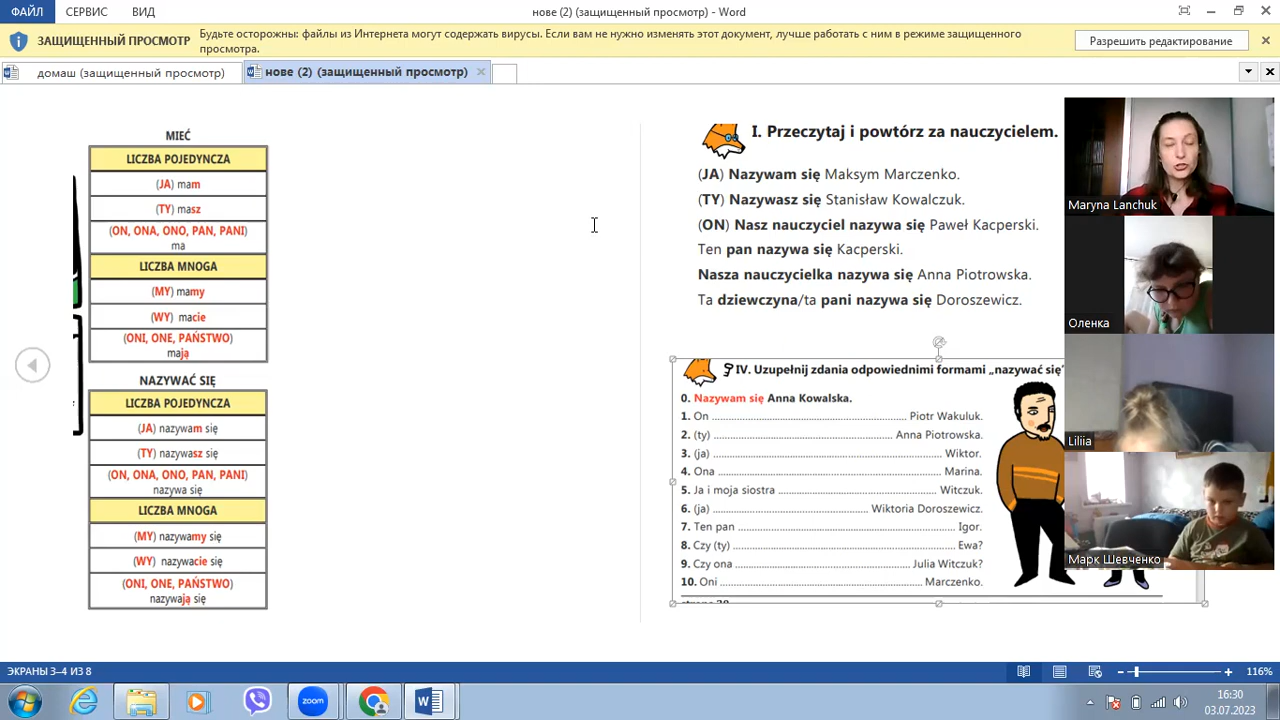 ФАЙЛ СЕРВИС ВИД
нове (2) (защищенный просмотр) - Word
ЗАЩИЩЕННЫЙ ПРОСМОТР Будьте осторожны: файлы из Интернета могут содержать вирусы. Если вам не нужно изменять этот документ, лучше работать с ним в режиме защищенного
просмотра.
Разрешить редактирование
домаш (защищенный просмотр)
нове (2) (защищенный просмотр)
MIEĆ
LICZBA POJEDYNCZA
(JA) mam
(TY) masz
(ON, ONA, ONO, PAN, PANI)
ma
LICZBA MNOGA
(MY) mamy
(WY) macie
(ONI, ONE, PAŃSTWO)
mają
NAZYWAĆ SIĘ
LICZBA POJEDYNCZA
(JA) nazywam się
(TY) nazywasz się
(ON, ONA, ONO, PAN, PANI)
nazywa się
LICZBA MNOGA
(MY) nazywamy się
(WY) nazywacie się
(ONI, ONE, PAŃSTWO)
nazywają się
I. Przeczytaj i powtórz za nauczycielem.
(JA) Nazywam się Maksym Marczenko.
(TY) Nazywasz się Stanisław Kowalczuk.
(ON) Nasz nauczyciel nazywa się Paweł Kacperski.
Ten pan nazywa się Kacperski.
Nasza nauczycielka nazywa się Anna Piotrowska.
Ta dziewczyna/ta pani nazywa się Doroszewicz.
IV. Uzupełnij zdania odpowiednimi formami „nazywać się”
0. Nazywam się Anna Kowalska.
1. On ........................ Piotr Wakuluk.
2. (ty) ........................ Anna Piotrowska.
3. (ja) ........................ Wiktor.
4. Ona ........................ Marina.
5. Ja i moja siostra ........................ Witczuk.
6. (ja) ........................ Wiktoria Doroszewicz.
7. Ten pan ........................ Igor.
8. Czy (ty) ........................ Ewa?
9. Czy ona ........................ Julia Witczuk?
10. Oni ........................ Marczenko.
Maryna Lanchuk
Оленка
Liliia
Марк Шевченко
ЭКРАНЫ 3–4 ИЗ 8
116%
zoom
16:30
03.07.2023